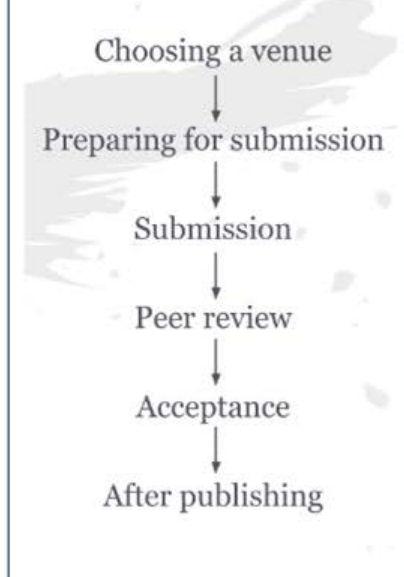 Choosing a venue
Preparing for submission
Submission
Peer review
Acceptance
After publishing